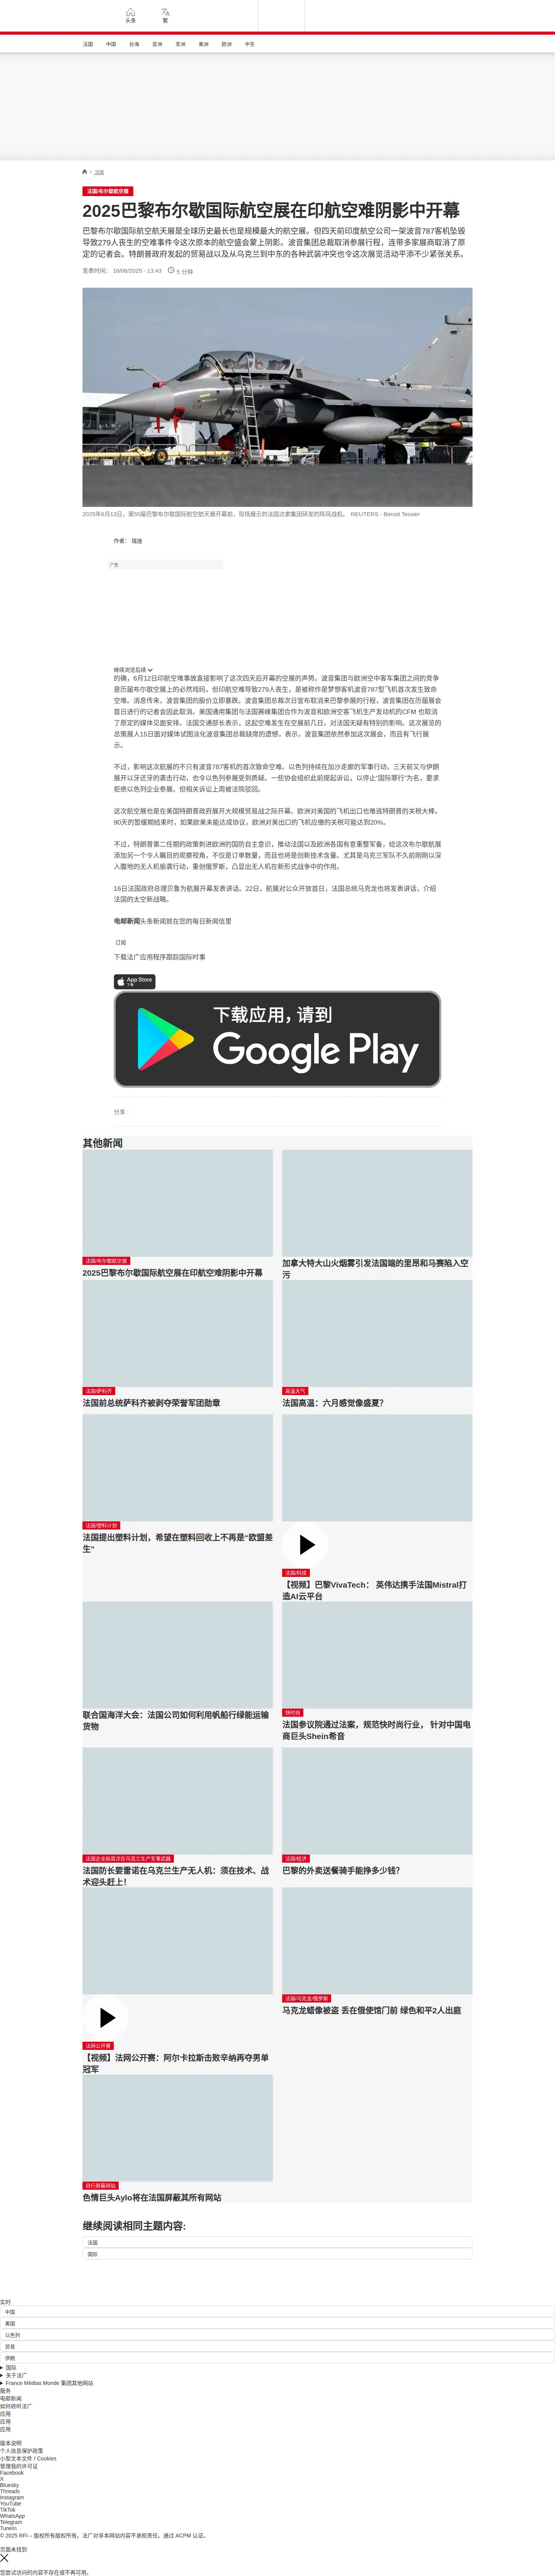 头条
繁
法国
中国
台海
亚洲
非洲
美洲
欧洲
中东
/ 法国
法国/布尔歇航空展
2025巴黎布尔歇国际航空展在印航空难阴影中开幕
巴黎布尔歇国际航空航天展是全球历史最长也是规模最大的航空展。但四天前印度航空公司一架波音787客机坠毁
导致279人丧生的空难事件令这次原本的航空盛会蒙上阴影。波音集团总裁取消参展行程，连带多家展商取消了原
定的记者会。特朗普政府发起的贸易战以及从乌克兰到中东的各种武装冲突也令这次展览活动平添不少紧张关系。
发表时间： 16/06/2025 - 13:43
5 分钟
2025年6月13日，第55届巴黎布尔歇国际航空航天展开幕前，现场展示的法国达索集团研发的阵风战机。 REUTERS - Benoit Tessier
作者： 瑞迪
广告
继续浏览后续
的确，6月12日印航空难事故直接影响了这次四天后开幕的空展的声势。波音集团与欧洲空中客车集团之间的竞争
是历届布尔歇空展上的必然戏码，但印航空难导致279人丧生，是被称作是梦想客机波音787型飞机首次发生致命
空难。消息传来，波音集团的股价立即暴跌。波音集团总裁次日宣布取消来巴黎参展的行程，波音集团在历届展会
首日进行的记者会因此取消。美国通用集团与法国赛峰集团合作为波音和欧洲空客飞机生产发动机的CFM 也取消
了原定的媒体见面安排。法国交通部长表示，这起空难发生在空展前几日，对法国无疑有特别的影响。这次展览的
总策展人15日面对媒体试图淡化波音集团总裁缺席的遗憾，表示，波音集团依然参加这次展会，而且有飞行展
示。
不过，影响这次航展的不只有波音787客机的首次致命空难。以色列持续在加沙走廊的军事行动，三天前又与伊朗
展开以牙还牙的袭击行动，也令以色列参展受到质疑。一些协会组织此前提起诉讼，以停止“国际罪行”为名，要求
拒绝以色列企业参展。但相关诉讼上周被法院驳回。
这次航空展也是在美国特朗普政府展开大规模贸易战之际开幕。欧洲对美国的飞机出口也难逃特朗普的关税大棒。
90天的暂缓期结束时，如果欧美未能达成协议，欧洲对美出口的飞机应缴的关税可能达到20%。
不过，特朗普第二任期的政策刺道欧洲的国防自主意识，推动法国以及欧洲各国有意重整军备，给这次布尔歇航展
添加另一个令人瞩目的观察视角，不仅是订单数量，而且也将是创新技术含量。尤其是乌克兰军队不久前刚刚以深
入腹地的无人机偷袭行动，重创俄罗斯，凸显出无人机在新形式战争中的作用。
16日法国政府总理贝鲁为航展开幕发表讲话。22日，航展对公众开放首日，法国总统马克龙也将发表讲话，介绍
法国的太空新战略。
电邮新闻头条新闻就在您的每日新闻信里
订阅
下载法广应用程序跟踪国际时事
App Store
下载
下载应用，请到
Google Play
分享 :
其他新闻
法国/布尔歇航空展
2025巴黎布尔歇国际航空展在印航空难阴影中开幕
加拿大特大山火烟雾引发法国端的里昂和马赛陷入空
污
法国/萨科齐
法国前总统萨科齐被剥夺荣誉军团勋章
高温天气
法国高温：六月感觉像盛夏？
法国/塑料计划
法国提出塑料计划，希望在塑料回收上不再是“欧盟差
生”
法国/科技
【视频】巴黎VivaTech： 英伟达携手法国Mistral打
造AI云平台
联合国海洋大会：法国公司如何利用帆船行绿能运输
货物
快时尚
法国参议院通过法案，规范快时尚行业， 针对中国电
商巨头Shein希音
法国企业拟首次在乌克兰生产军事武器
法国防长要雷诺在乌克兰生产无人机：须在技术、战
术迎头赶上！
法国/经济
巴黎的外卖送餐骑手能挣多少钱？
法网公开赛
【视频】法网公开赛：阿尔卡拉斯击败辛纳再夺男单
冠军
法国/马克龙/俄罗斯
马克龙蜡像被盗 丢在俄使馆门前 绿色和平2人出庭
自行屏蔽网站
色情巨头Aylo将在法国屏蔽其所有网站
继续阅读相同主题内容:
法国
国际
实时
中国
美国
以色列
贸易
伊朗
国际
关于法广
France Médias Monde 集团其他网站
服务
电邮新闻
如何收听法广
应用
应用
应用
版本说明
个人信息保护政策
小型文本文件 / Cookies
管理我的许可证
Facebook
X
Bluesky
Threads
Instagram
YouTube
TikTok
WhatsApp
Telegram
TuneIn
© 2025 RFI – 版权所有版权所有。法广对非本网站内容不承担责任。通过 ACPM 认证。
页面未找到
您尝试访问的内容不存在或不再可用。